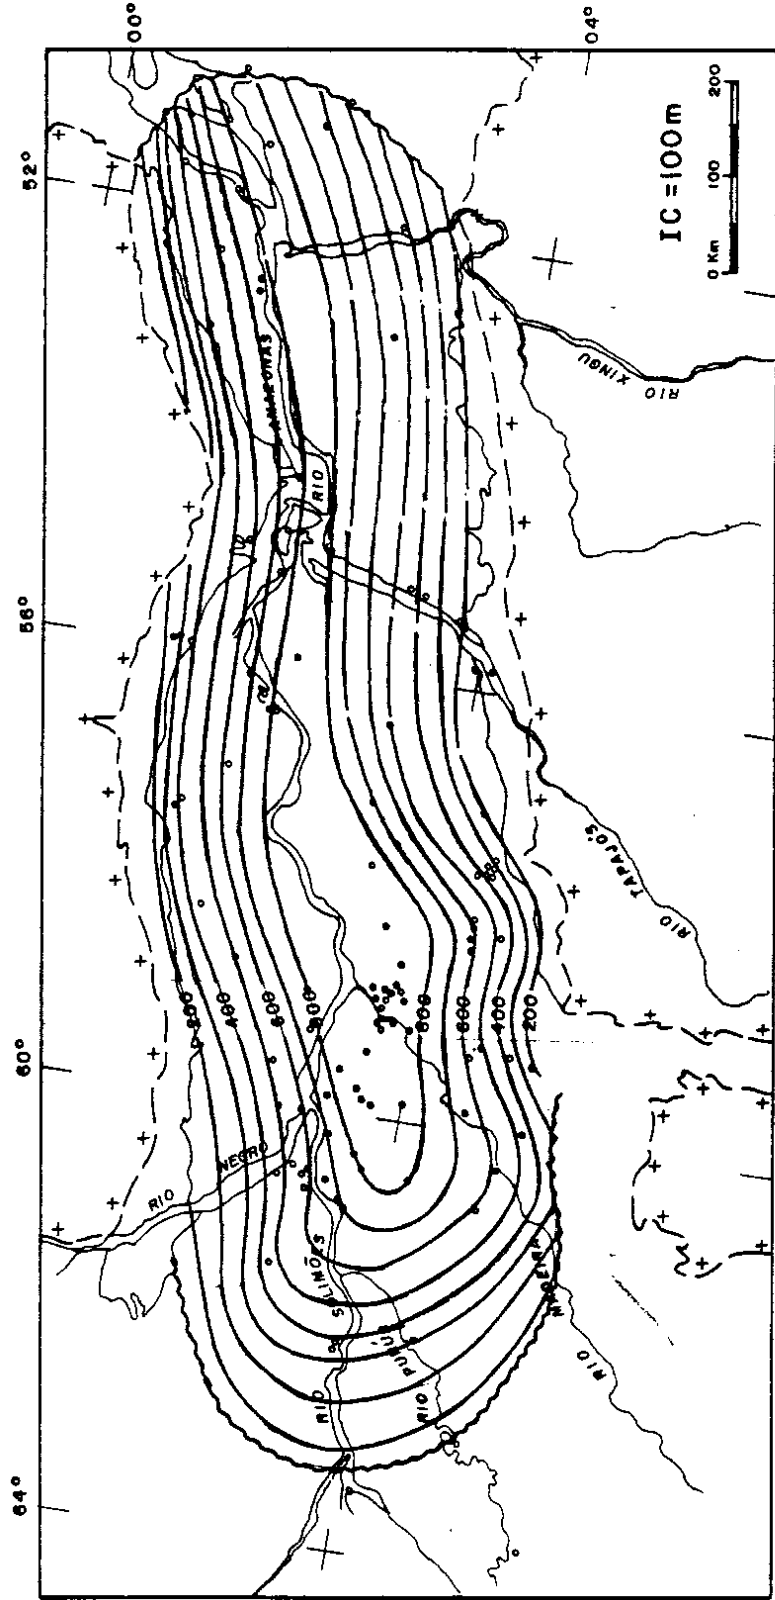 00°
04°
52°
56°
60°
64°
IC = 100 m
0 Km 100 200
AMAZONAS
RIO
RIO XINGU
RIO TAPAJÓS
200
400
600
800
800
600
400
200
RIO NEGRO
RIO SOLIMÕES
RIO PURUS
RIO MADEIRA